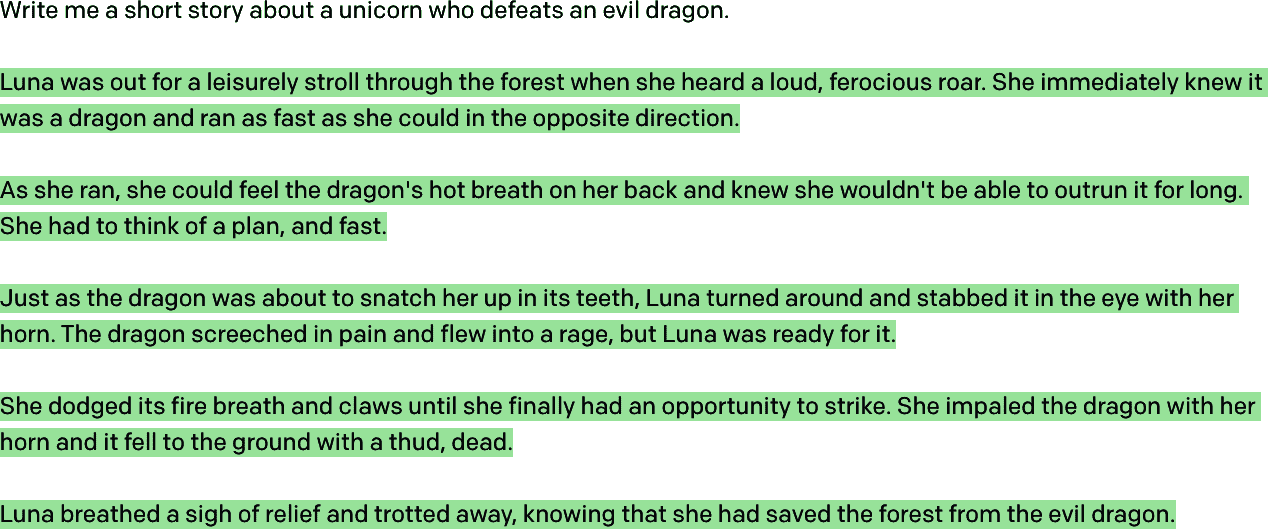 Write me a short story about a unicorn who defeats an evil dragon.
Luna was out for a leisurely stroll through the forest when she heard a loud, ferocious roar. She immediately knew it
was a dragon and ran as fast as she could in the opposite direction.
As she ran, she could feel the dragon's hot breath on her back and knew she wouldn't be able to outrun it for long.
She had to think of a plan, and fast.
Just as the dragon was about to snatch her up in its teeth, Luna turned around and stabbed it in the eye with her
horn. The dragon screeched in pain and flew into a rage, but Luna was ready for it.
She dodged its fire breath and claws until she finally had an opportunity to strike. She impaled the dragon with her
horn and it fell to the ground with a thud, dead.
Luna breathed a sigh of relief and trotted away, knowing that she had saved the forest from the evil dragon.